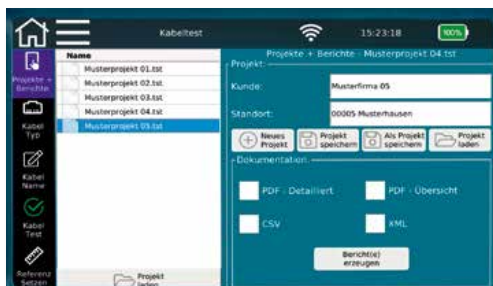 Kabeltest
15:23:18
100%
Projekte +
Berichte
Kabel
Typ
Kabel
Name
Kabel
Test
Referenz
Setzen
Name
Musterprojekt 01.tst
Musterprojekt 02.tst
Musterprojekt 03.tst
Musterprojekt 04.tst
Musterprojekt 05.tst
Projekt
laden
Projekte + Berichte - Musterprojekt 04.tst
Projekt:
Kunde:
Musterfirma 05
Standort:
00005 Musterhausen
Neues
Projekt
Projekt
speichern
Als Projekt
speichern
Projekt
laden
Dokumentation:
PDF - Detailliert
PDF - Übersicht
CSV
XML
Bericht(e)
erzeugen